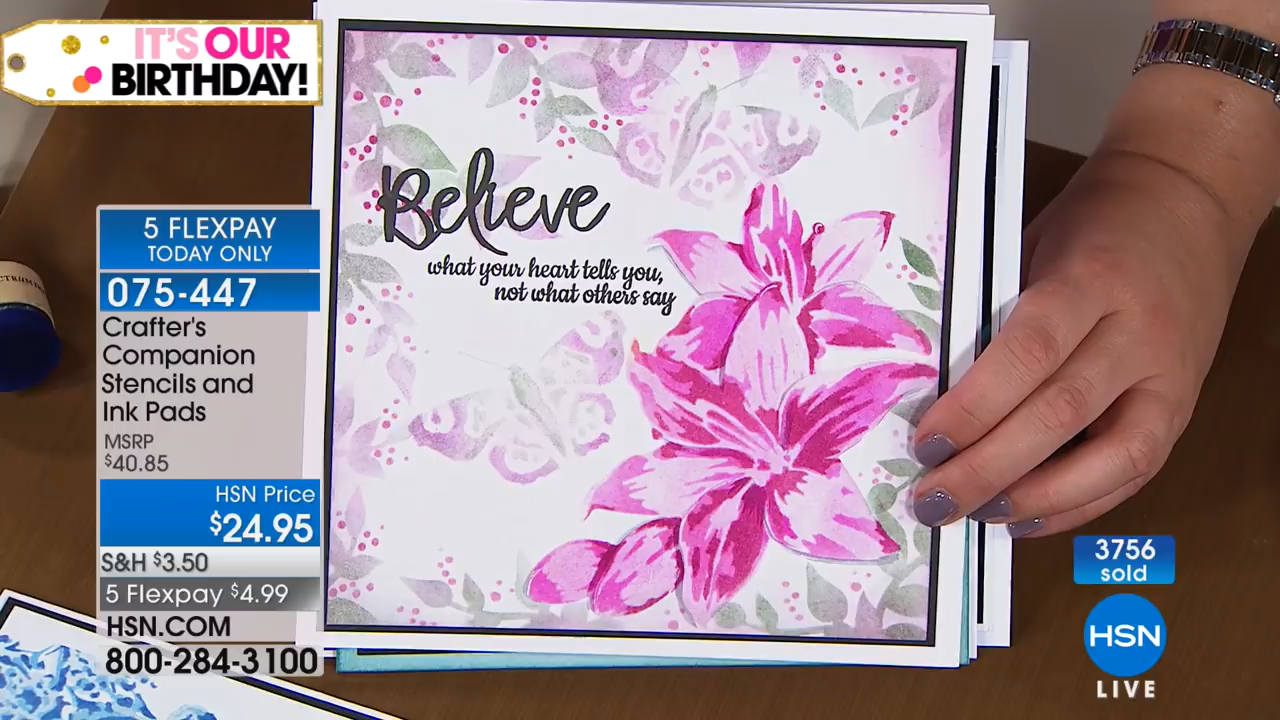 IT'S OUR
BIRTHDAY!
5 FLEXPAY
TODAY ONLY
075-447
Crafter's
Companion
Stencils and
Ink Pads
MSRP
$40.85
HSN Price
$24.95
S&H $3.50
5 Flexpay $4.99
HSN.COM
800-284-3100
Believe
what your heart tells you,
not what others say
3756
sold
HSN
LIVE